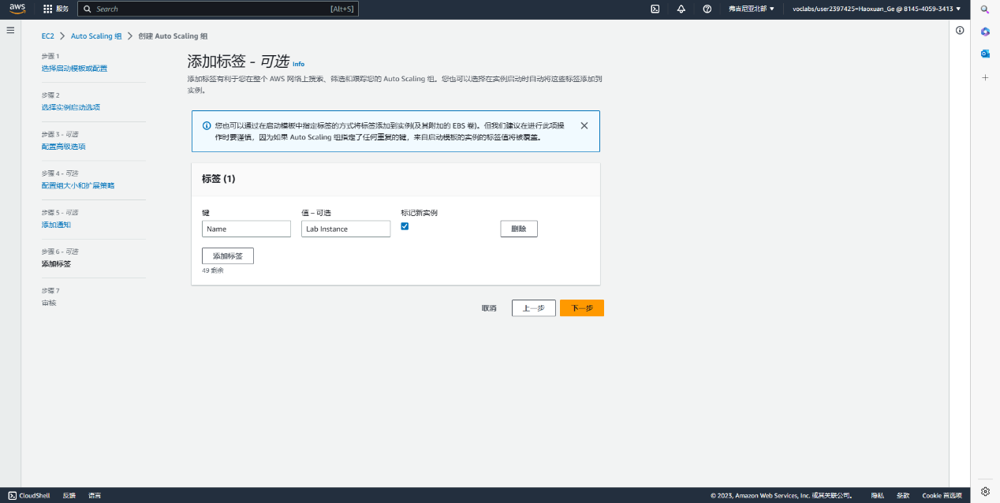 aws
服务
Search
[Alt+S]
弗吉尼亚北部
voclabs/user2397425=Haoxuan_Ge @ 8145-4059-3413
EC2 > Auto Scaling 组 > 创建 Auto Scaling 组
步骤 1
选择启动模板或配置
步骤 2
选择实例启动选项
步骤 3 - 可选
配置高级选项
步骤 4 - 可选
配置组大小和扩展策略
步骤 5 - 可选
添加通知
步骤 6 - 可选
添加标签
步骤 7
审核
添加标签 - 可选 Info
添加标签有利于您在整个 AWS 网络上搜索、筛选和跟踪您的 Auto Scaling 组。您也可以选择在实例启动时自动将这些标签添加到
实例。
您也可以通过在启动模板中指定标签的方式将标签添加到实例(及其附加的 EBS 卷)。但我们建议在进行此项操
作时要谨慎，因为如果 Auto Scaling 组指定了任何重复的键，来自启动模板的实例的标签值将被覆盖。
标签 (1)
键
值 – 可选
标记新实例
Name
Lab Instance
删除
添加标签
49 剩余
取消
上一步
下一步
CloudShell
反馈
语言
© 2023, Amazon Web Services, Inc. 或其关联公司。
隐私
条款
Cookie 首选项